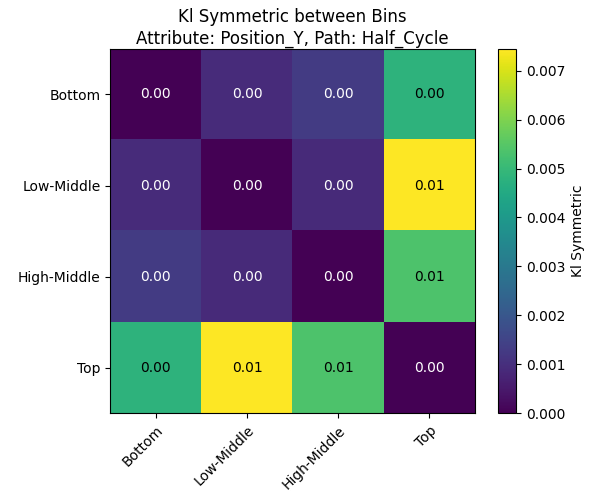 Kl Symmetric between Bins
Attribute: Position_Y, Path: Half_Cycle
Bottom 0.00 0.00 0.00 0.00
Low-Middle 0.00 0.00 0.00 0.01
High-Middle 0.00 0.00 0.00 0.01
Top 0.00 0.01 0.01 0.00
Bottom Low-Middle High-Middle Top
0.007
0.006
0.005
0.004
0.003
0.002
0.001
0.000
Kl Symmetric